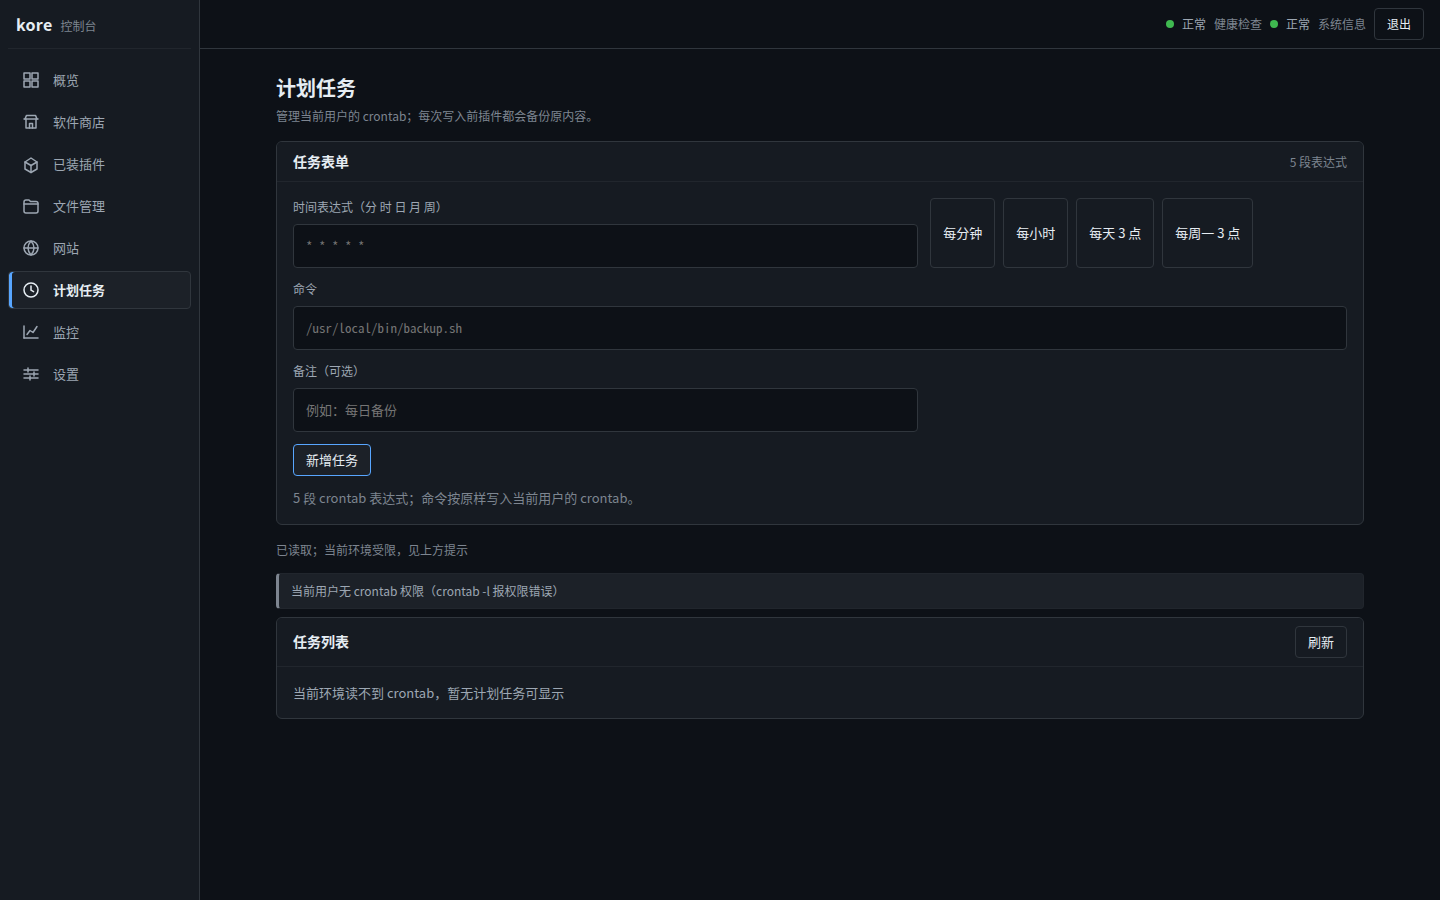 kore 控制台
正常 健康检查 正常 系统信息 退出
概览
软件商店
已装插件
文件管理
网站
计划任务
监控
设置
计划任务
管理当前用户的 crontab；每次写入前插件都会备份原内容。
任务表单
5 段表达式
时间表达式（分 时 日 月 周）
* * * * *
每分钟
每小时
每天 3 点
每周一 3 点
命令
/usr/local/bin/backup.sh
备注（可选）
例如：每日备份
新增任务
5 段 crontab 表达式；命令按原样写入当前用户的 crontab。
已读取；当前环境受限，见上方提示
当前用户无 crontab 权限（crontab -l 报权限错误）
任务列表
刷新
当前环境读不到 crontab，暂无计划任务可显示